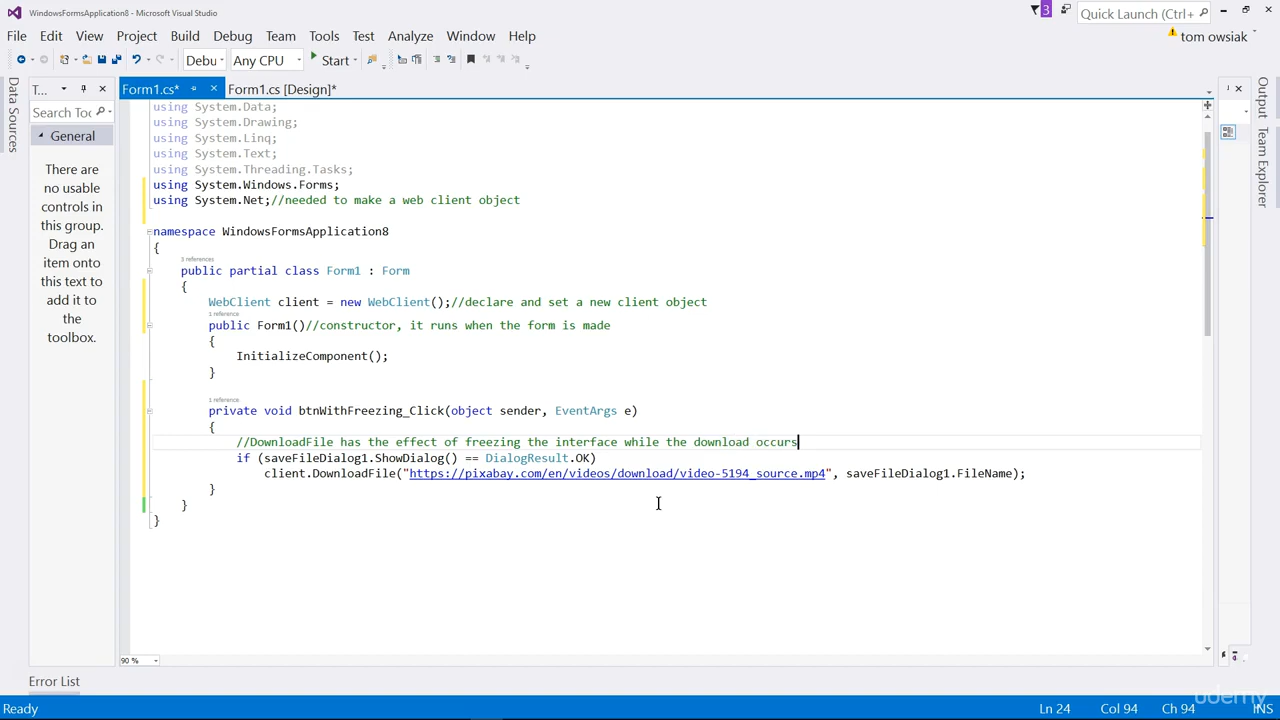 WindowsFormsApplication8 - Microsoft Visual Studio
3
Quick Launch (Ctrl+
File Edit View Project Build Debug Team Tools Test Analyze Window Help
tom owsiak
Debu Any CPU Start
Data Sources
T...
Form1.cs*
Form1.cs [Design]*
Search Toc
General
There are
no usable
controls in
this group.
Drag an
item onto
this text to
add it to
the
toolbox.
using System.Data;
using System.Drawing;
using System.Linq;
using System.Text;
using System.Threading.Tasks;
using System.Windows.Forms;
using System.Net;//needed to make a web client object
namespace WindowsFormsApplication8
{
3 references
public partial class Form1 : Form
{
WebClient client = new WebClient();//declare and set a new client object
1 reference
public Form1()//constructor, it runs when the form is made
{
InitializeComponent();
}
1 reference
private void btnWithFreezing_Click(object sender, EventArgs e)
{
//DownloadFile has the effect of freezing the interface while the download occurs
if (saveFileDialog1.ShowDialog() == DialogResult.OK)
client.DownloadFile("https://pixabay.com/en/videos/download/video-5194_source.mp4", saveFileDialog1.FileName);
}
}
}
Output Team Explorer
90 %
Error List
Ready
Ln 24 Col 94 Ch 94 INS
udemy